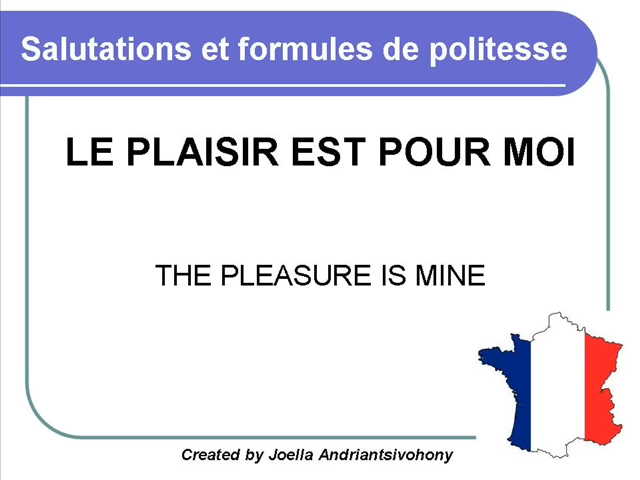 Salutations et formules de politesse
LE PLAISIR EST POUR MOI
THE PLEASURE IS MINE
Created by Joella Andriantsivohony